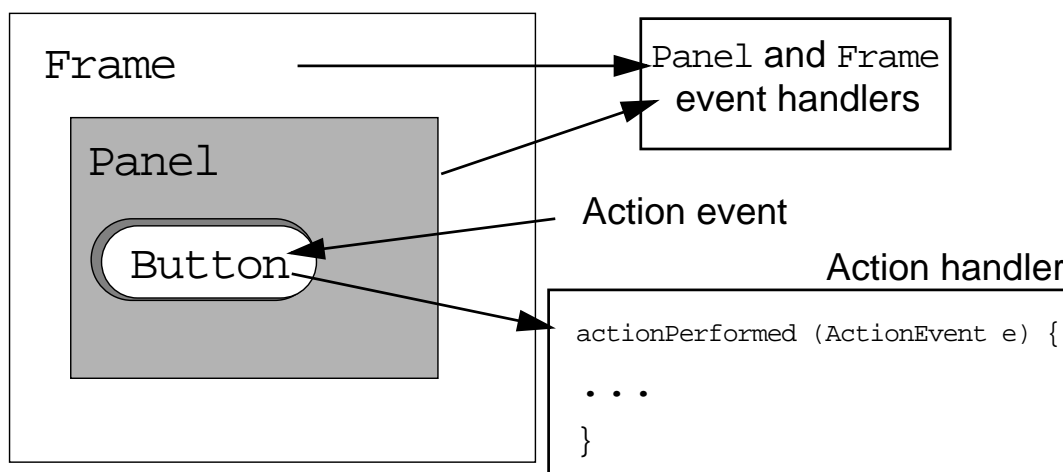 Frame
Panel and Frame
event handlers
Panel
Action event
Button
Action handler
actionPerformed (ActionEvent e) {
...
}